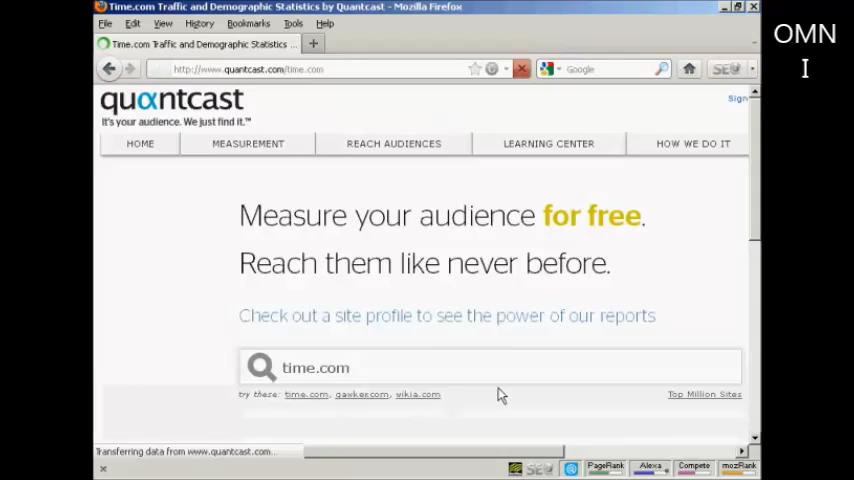 Time.com Traffic and Demographic Statistics by Quantcast - Mozilla Firefox
File Edit View History Bookmarks Tools Help
Time.com Traffic and Demographic Statistics ...
http://www.quantcast.com/time.com
Google
SEO
OMN
I
quantcast
It's your audience. We just find it.™
Sign
HOME MEASUREMENT REACH AUDIENCES LEARNING CENTER HOW WE DO IT
Measure your audience for free.
Reach them like never before.
Check out a site profile to see the power of our reports
time.com
try these: time.com, gawker.com, wikia.com
Top Million Sites
Transferring data from www.quantcast.com...
SEO PageRank Alexa Compete mozRank